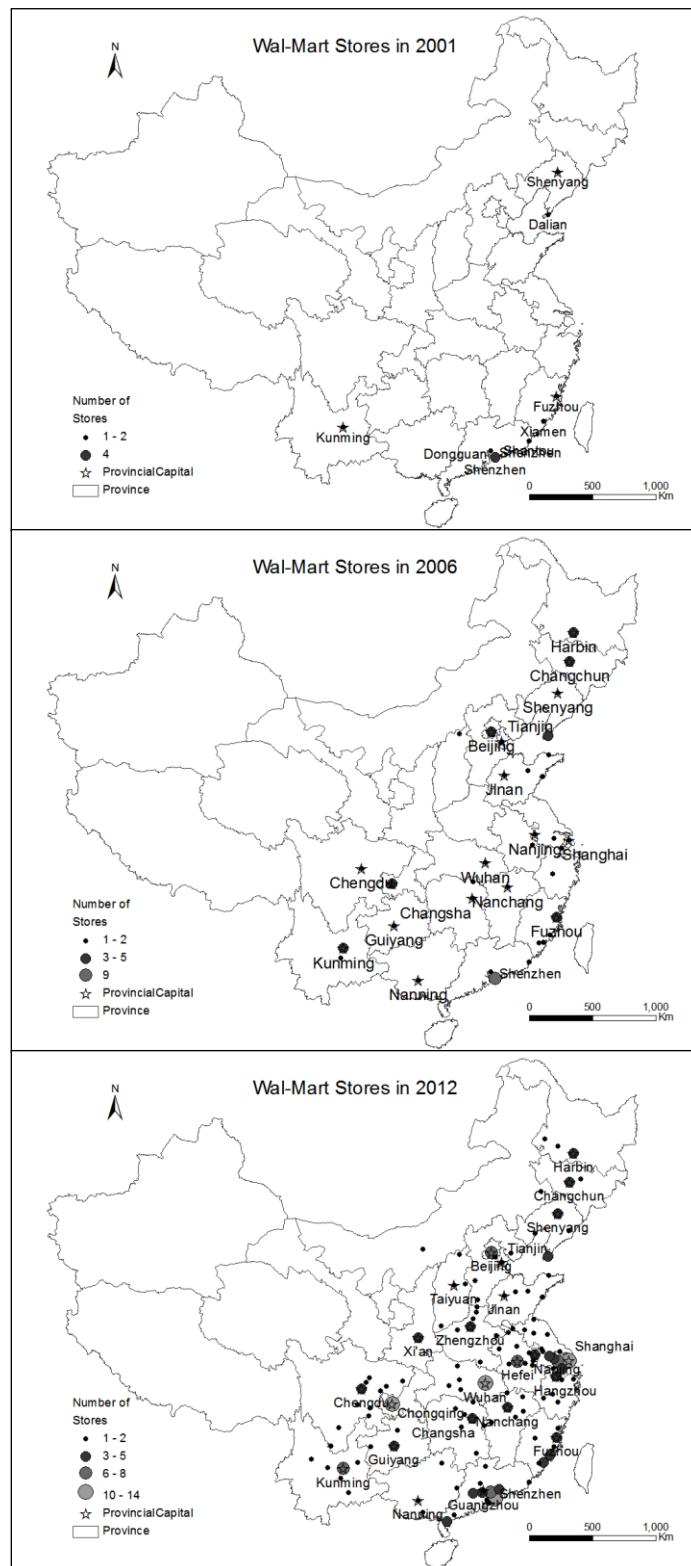 Wal-Mart Stores in 2001
N
Shenyang
Dalian
Fuzhou
Xiamen
Kunming
Dongguan
Shantou
Shenzhen
Shenzhen
Number of
Stores
1 - 2
4
ProvincialCapital
Province
0 500 1,000
Km
Wal-Mart Stores in 2006
N
Harbin
Changchun
Shenyang
Tianjin
Beijing
Jinan
Nanjing
Shanghai
Wuhan
Chengdu
Nanchang
Changsha
Guiyang
Fuzhou
Kunming
Shenzhen
Nanning
Number of
Stores
1 - 2
3 - 5
9
ProvincialCapital
Province
0 500 1,000
Km
Wal-Mart Stores in 2012
N
Harbin
Changchun
Shenyang
Tianjin
Beijing
Taiyuan
Jinan
Zhengzhou
Shanghai
Xi'an
Nanjing
Hefei
Hangzhou
Wuhan
Chengdu
Chongqing
Nanchang
Changsha
Guiyang
Fuzhou
Kunming
Shenzhen
Guangzhou
Nanning
Number of
Stores
1 - 2
3 - 5
6 - 8
10 - 14
ProvincialCapital
Province
0 500 1,000
Km